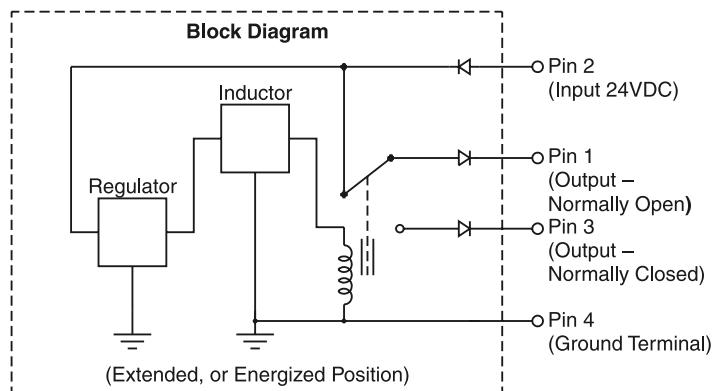 Block Diagram
Pin 2
(Input 24VDC)
Inductor
Pin 1
(Output –
Normally Open)
Regulator
Pin 3
(Output –
Normally Closed)
Pin 4
(Ground Terminal)
(Extended, or Energized Position)